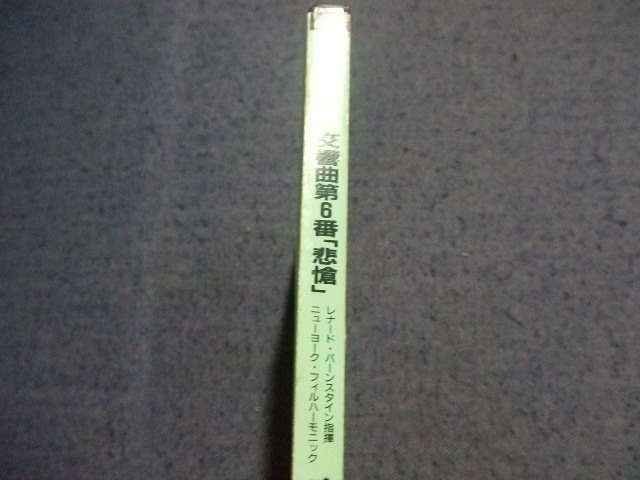 交響曲第6番「悲愴」
レナード・バーンスタイン指揮
ニューヨーク・フィルハーモニック